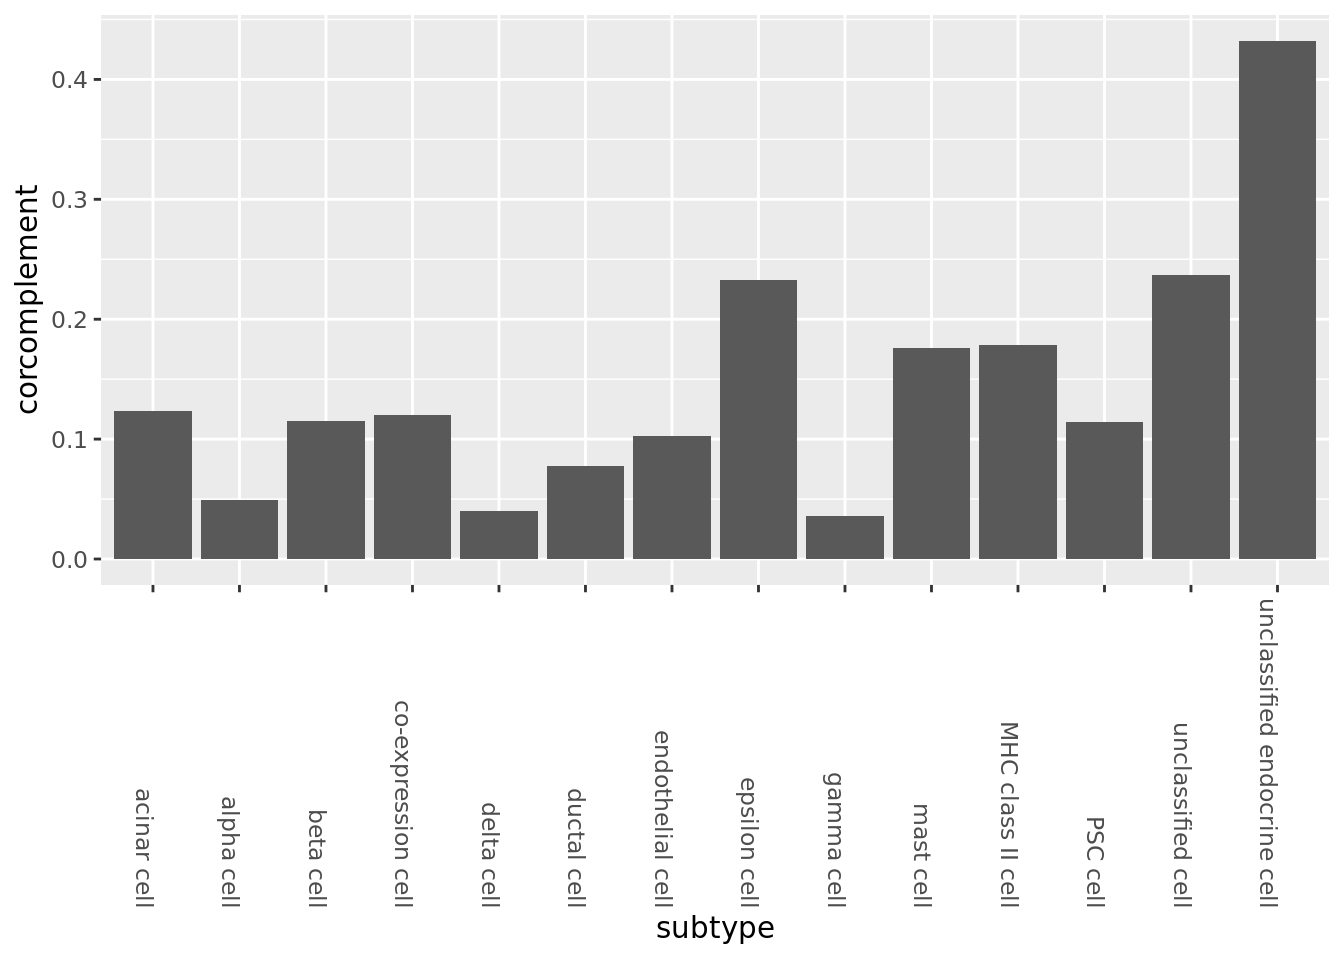 corcomplement
0.4
0.3
0.2
0.1
0.0
acinar cell
alpha cell
beta cell
co-expression cell
delta cell
ductal cell
endothelial cell
epsilon cell
gamma cell
mast cell
MHC class II cell
PSC cell
unclassified cell
unclassified endocrine cell
subtype